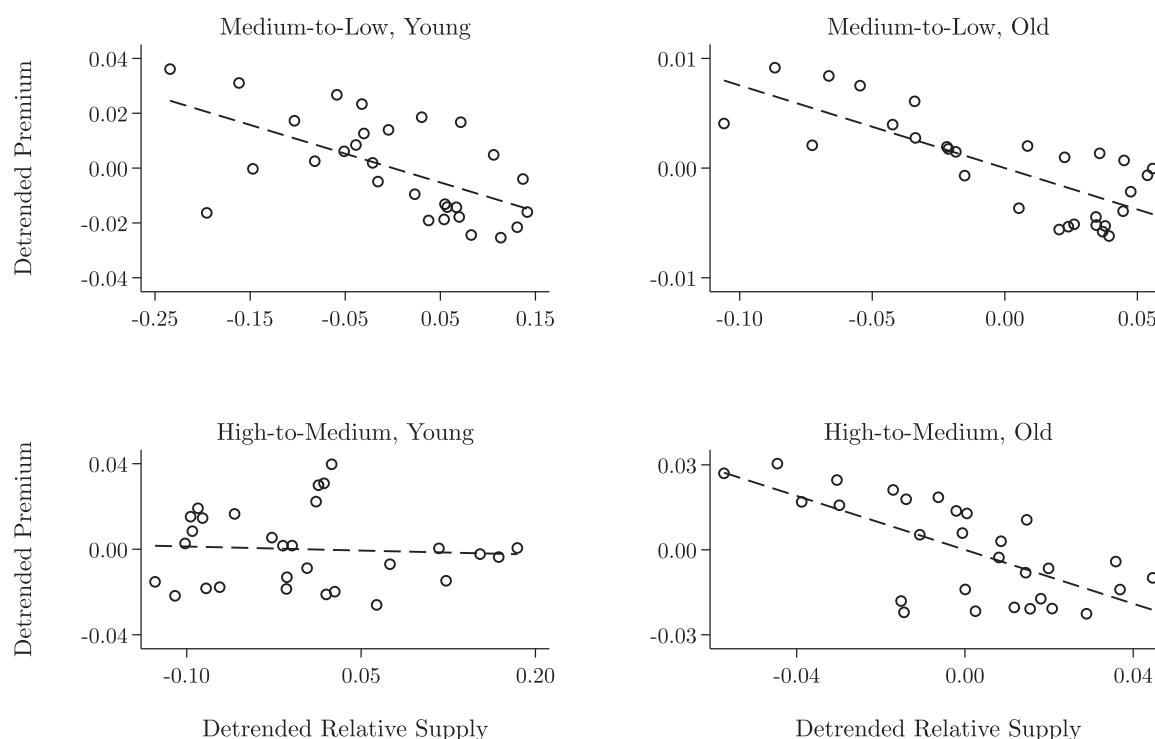 Medium-to-Low, Young
Medium-to-Low, Old
Detrended Premium
0.04
0.02
0.00
-0.02
-0.04
-0.25 -0.15 -0.05 0.05 0.15
0.01
0.00
-0.01
-0.10 -0.05 0.00 0.05
High-to-Medium, Young
High-to-Medium, Old
Detrended Premium
0.04
0.00
-0.04
-0.10 0.05 0.20
0.03
0.00
-0.03
-0.04 0.00 0.04
Detrended Relative Supply
Detrended Relative Supply